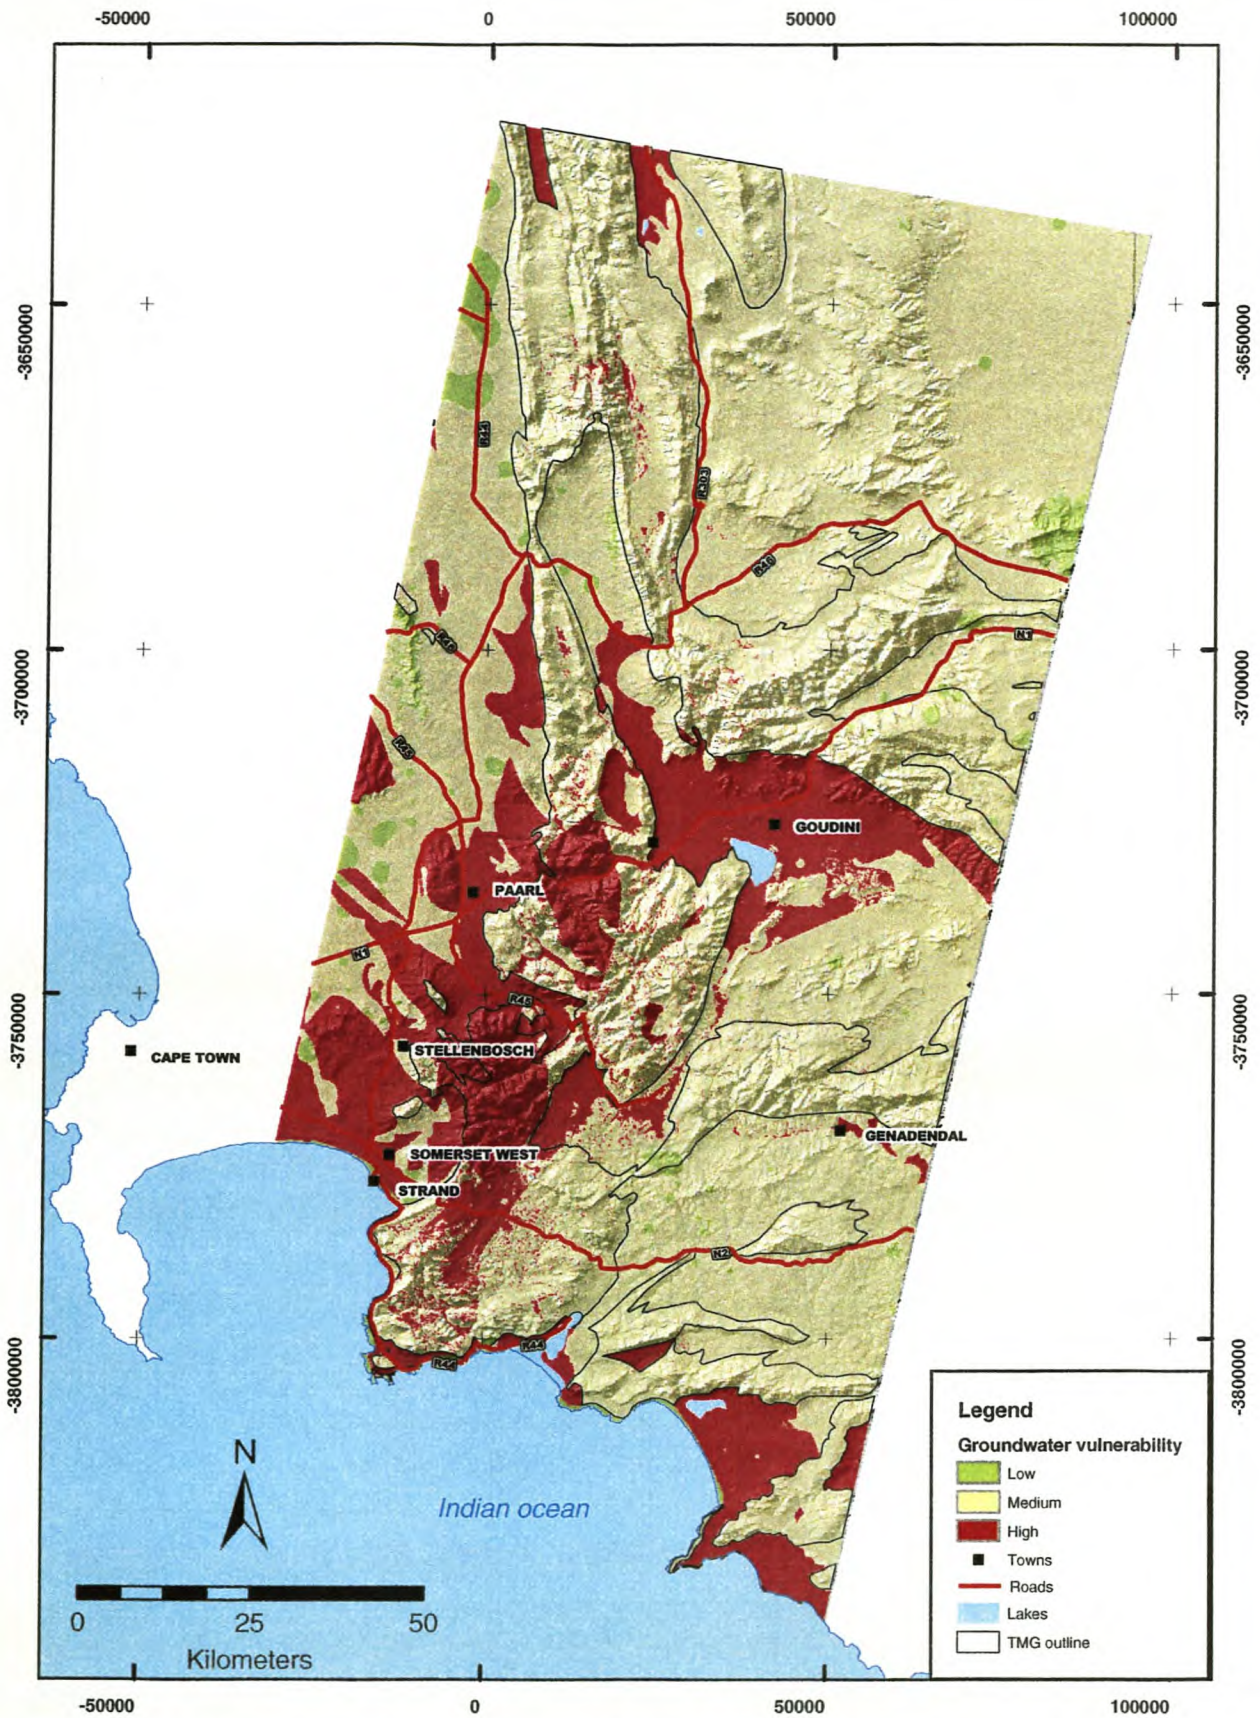 -50000 0 50000 100000
-3650000
-3650000
R44
R303
R46
N1
R46
-3700000
-3700000
R45
GOUDINI
PAARL
N1
R45
-3750000
-3750000
CAPE TOWN
STELLENBOSCH
GENADENDAL
SOMERSET WEST
STRAND
N2
R44
R44
-3800000
-3800000
Legend
Groundwater vulnerability
Low
Medium
High
Towns
Roads
Lakes
TMG outline
N
Indian ocean
0 25 50
Kilometers
-50000 0 50000 100000